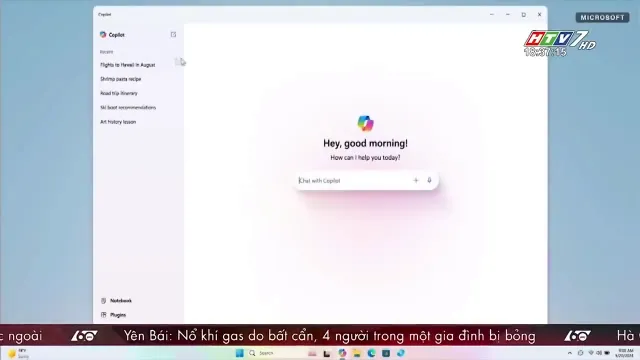 Copilot
MICROSOFT
Copilot
HTV7 HD
18:37:15
Recent
Flights to Hawaii in August
Shrimp pasta recipe
Road trip itinerary
Ski boot recommendations
Art history lesson
Hey, good morning!
How can I help you today?
Chat with Copilot
Notebook
Plugins
c ngoài
60
Yên Bái: Nổ khí gas do bất cẩn, 4 người trong một gia đình bị bỏng
60
Hà
Search